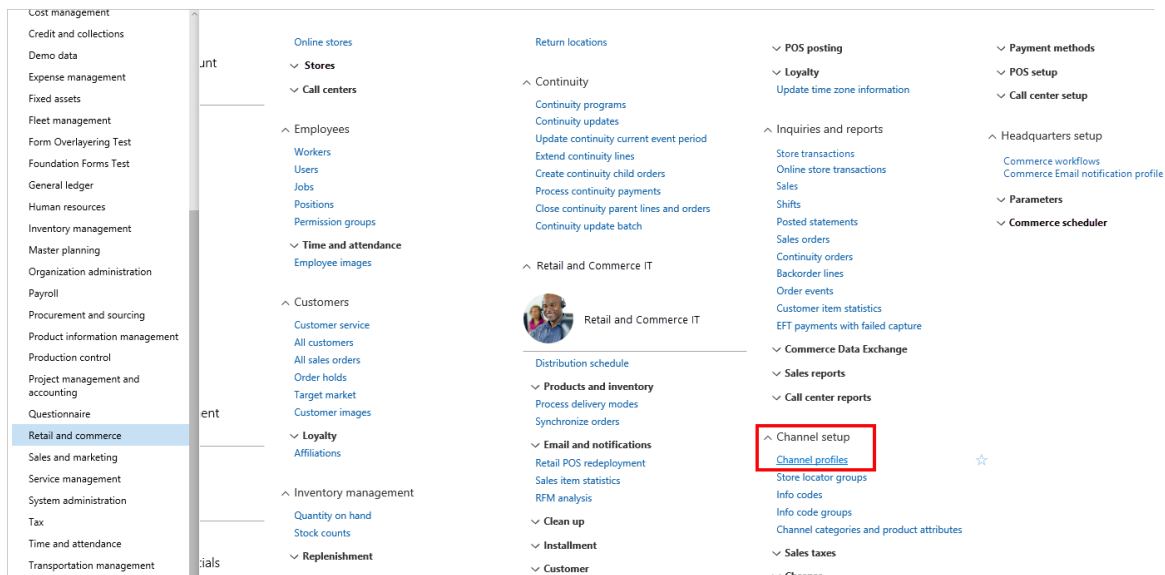 Cost management
Credit and collections
Demo data
Expense management
Fixed assets
Fleet management
Form Overlayering Test
Foundation Forms Test
General ledger
Human resources
Inventory management
Master planning
Organization administration
Payroll
Procurement and sourcing
Product information management
Production control
Project management and
accounting
Questionnaire
Retail and commerce
Sales and marketing
Service management
System administration
Tax
Time and attendance
Transportation management
unt
ent
cials
Online stores
Stores
Call centers
Employees
Workers
Users
Jobs
Positions
Permission groups
Time and attendance
Employee images
Customers
Customer service
All customers
All sales orders
Order holds
Target market
Customer images
Loyalty
Affiliations
Inventory management
Quantity on hand
Stock counts
Replenishment
Return locations
Continuity
Continuity programs
Continuity updates
Update continuity current event period
Extend continuity lines
Create continuity child orders
Process continuity payments
Close continuity parent lines and orders
Continuity update batch
Retail and Commerce IT
Retail and Commerce IT
Distribution schedule
Products and inventory
Process delivery modes
Synchronize orders
Email and notifications
Retail POS redeployment
Sales item statistics
RFM analysis
Clean up
Installment
Customer
POS posting
Loyalty
Update time zone information
Inquiries and reports
Store transactions
Online store transactions
Sales
Shifts
Posted statements
Sales orders
Continuity orders
Backorder lines
Order events
Customer item statistics
EFT payments with failed capture
Commerce Data Exchange
Sales reports
Call center reports
Channel setup
Channel profiles
Store locator groups
Info codes
Info code groups
Channel categories and product attributes
Sales taxes
Payment methods
POS setup
Call center setup
Headquarters setup
Commerce workflows
Commerce Email notification profile
Parameters
Commerce scheduler